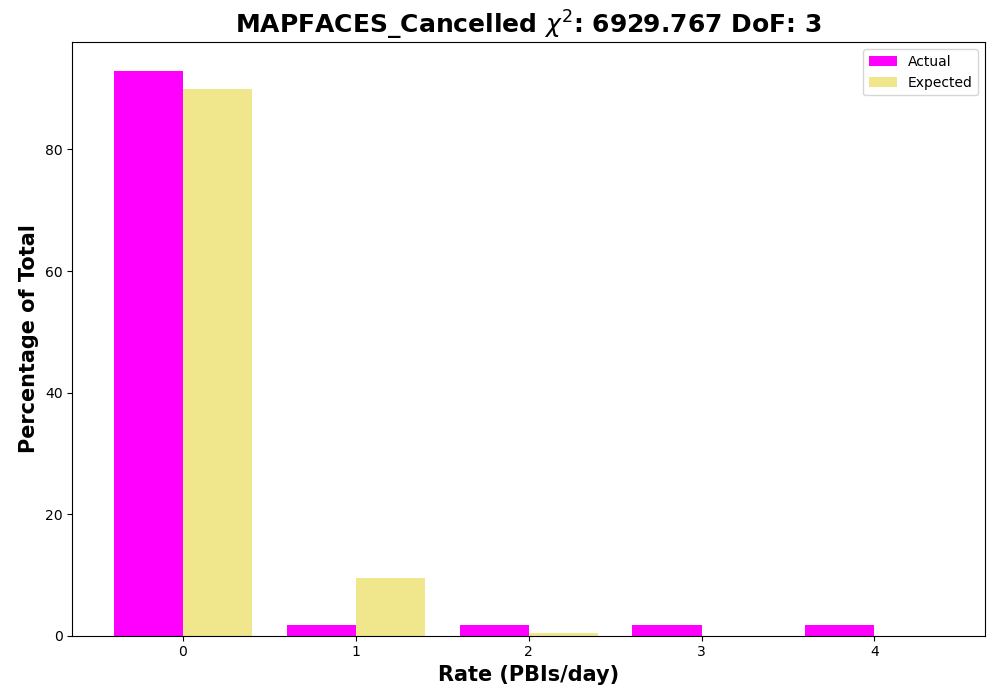 MAPFACES_Cancelled χ²: 6929.767 DoF: 3
Actual
Expected
Percentage of Total
80
60
40
20
0
0 1 2 3 4
Rate (PBIs/day)